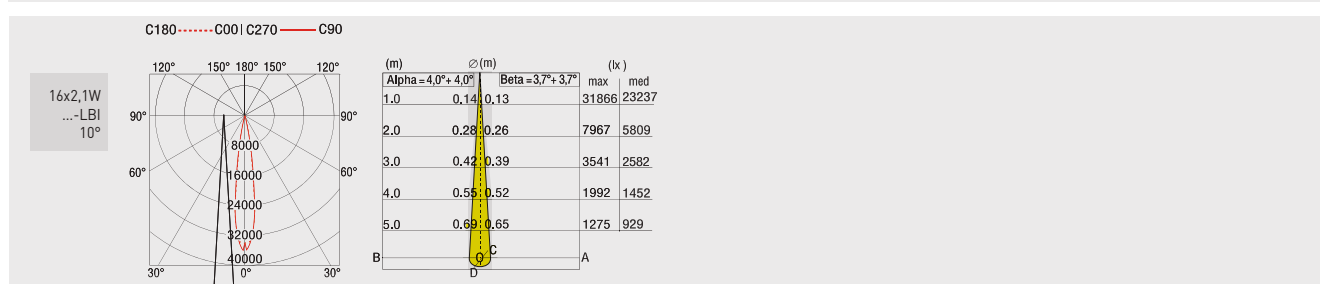 C180 C00 | C270 C90
16x2,1W
...-LBI
10°
120° 150° 180° 150° 120°
90° 90°
8000
60° 16000 60°
24000
32000
40000
30° 0° 30°
(m) ∅(m) (lx )
Alpha = 4,0°+ 4,0° Beta = 3,7°+ 3,7° max med
1.0 0.14 0.13 31866 23237
2.0 0.28 0.26 7967 5809
3.0 0.42 0.39 3541 2582
4.0 0.55 0.52 1992 1452
5.0 0.69 0.65 1275 929
B C A
D